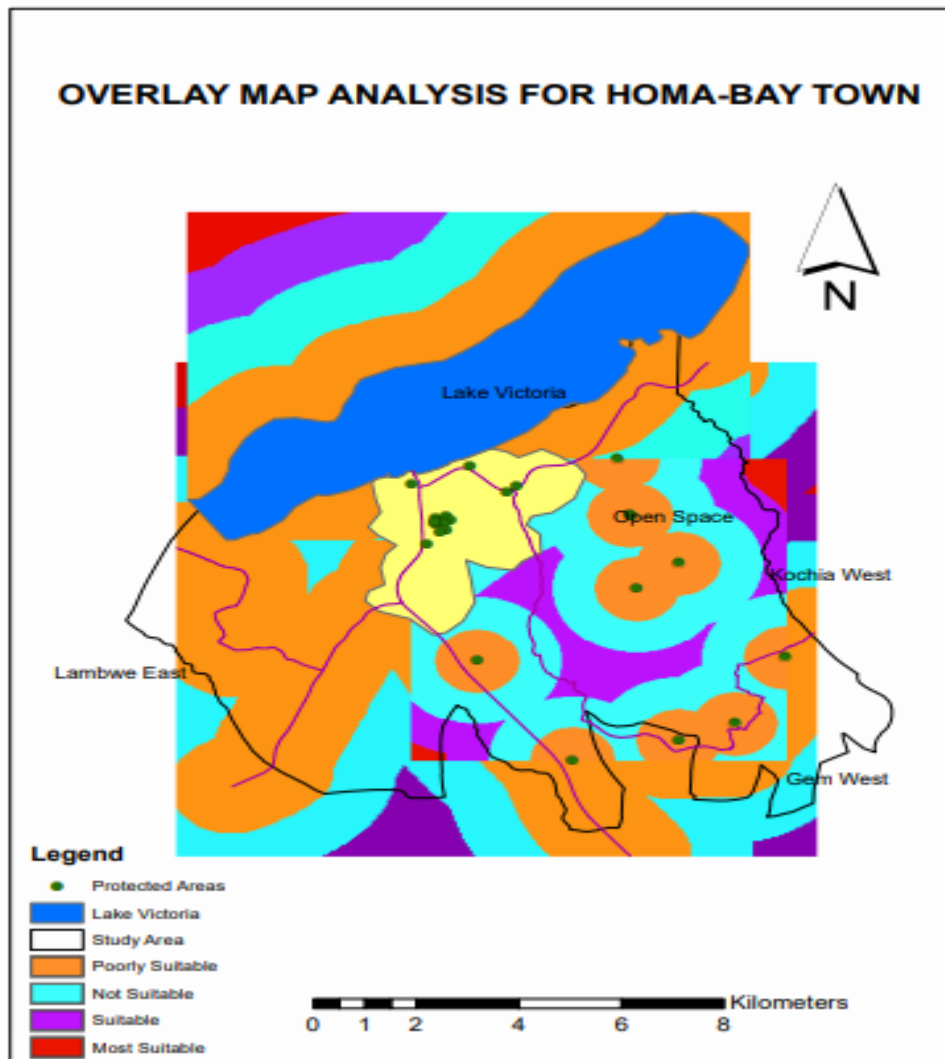 OVERLAY MAP ANALYSIS FOR HOMA-BAY TOWN
N
Lake Victoria
Open Space
Kochia West
Lambwe East
Gem West
Legend
Protected Areas
Lake Victoria
Study Area
Poorly Suitable
Not Suitable
Suitable
Most Suitable
Kilometers
0 1 2 4 6 8